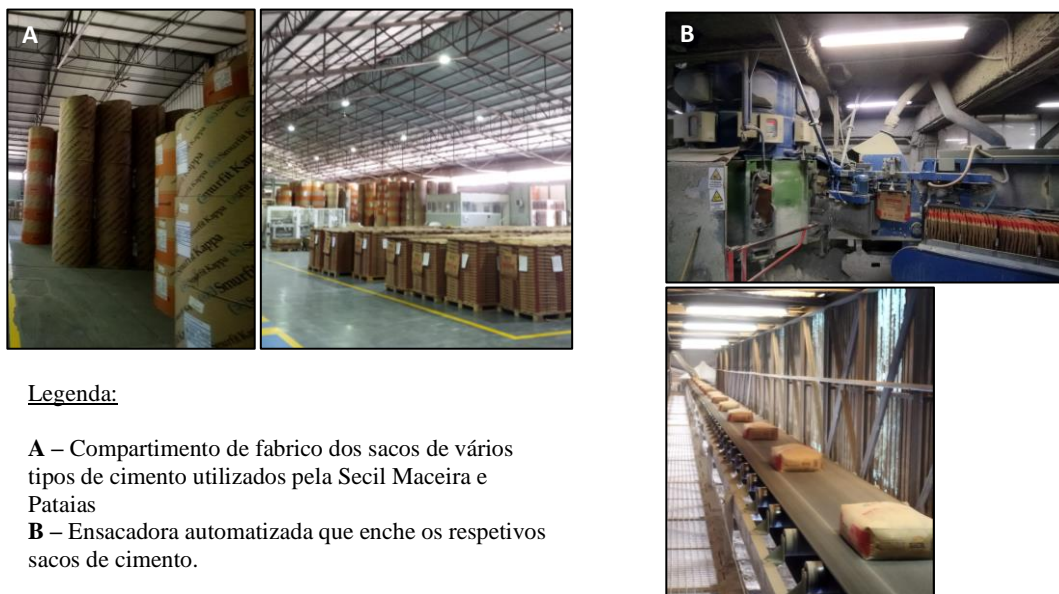 A
B
Smurfit Kappa
Smurfit Kappa
Legenda:
A – Compartimento de fabrico dos sacos de vários
tipos de cimento utilizados pela Secil Maceira e
Pataias
B – Ensacadora automatizada que enche os respetivos
sacos de cimento.